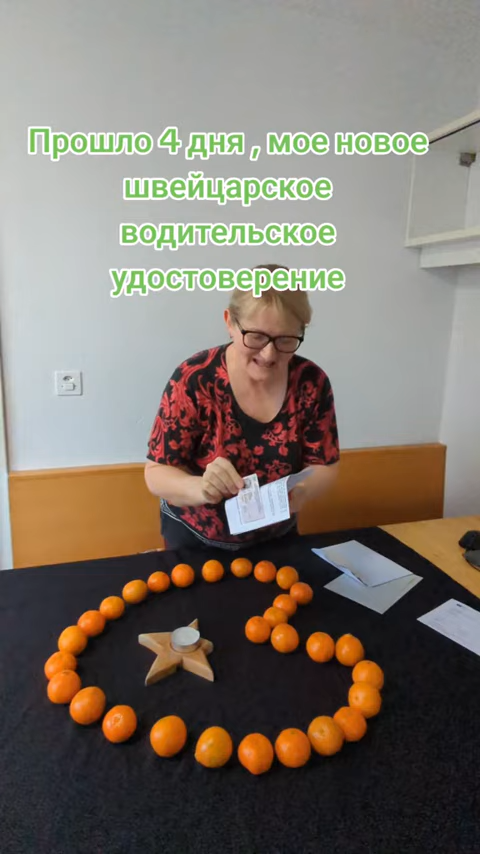 Прошло 4 дня , мое новое
швейцарское
водительское
удостоверение